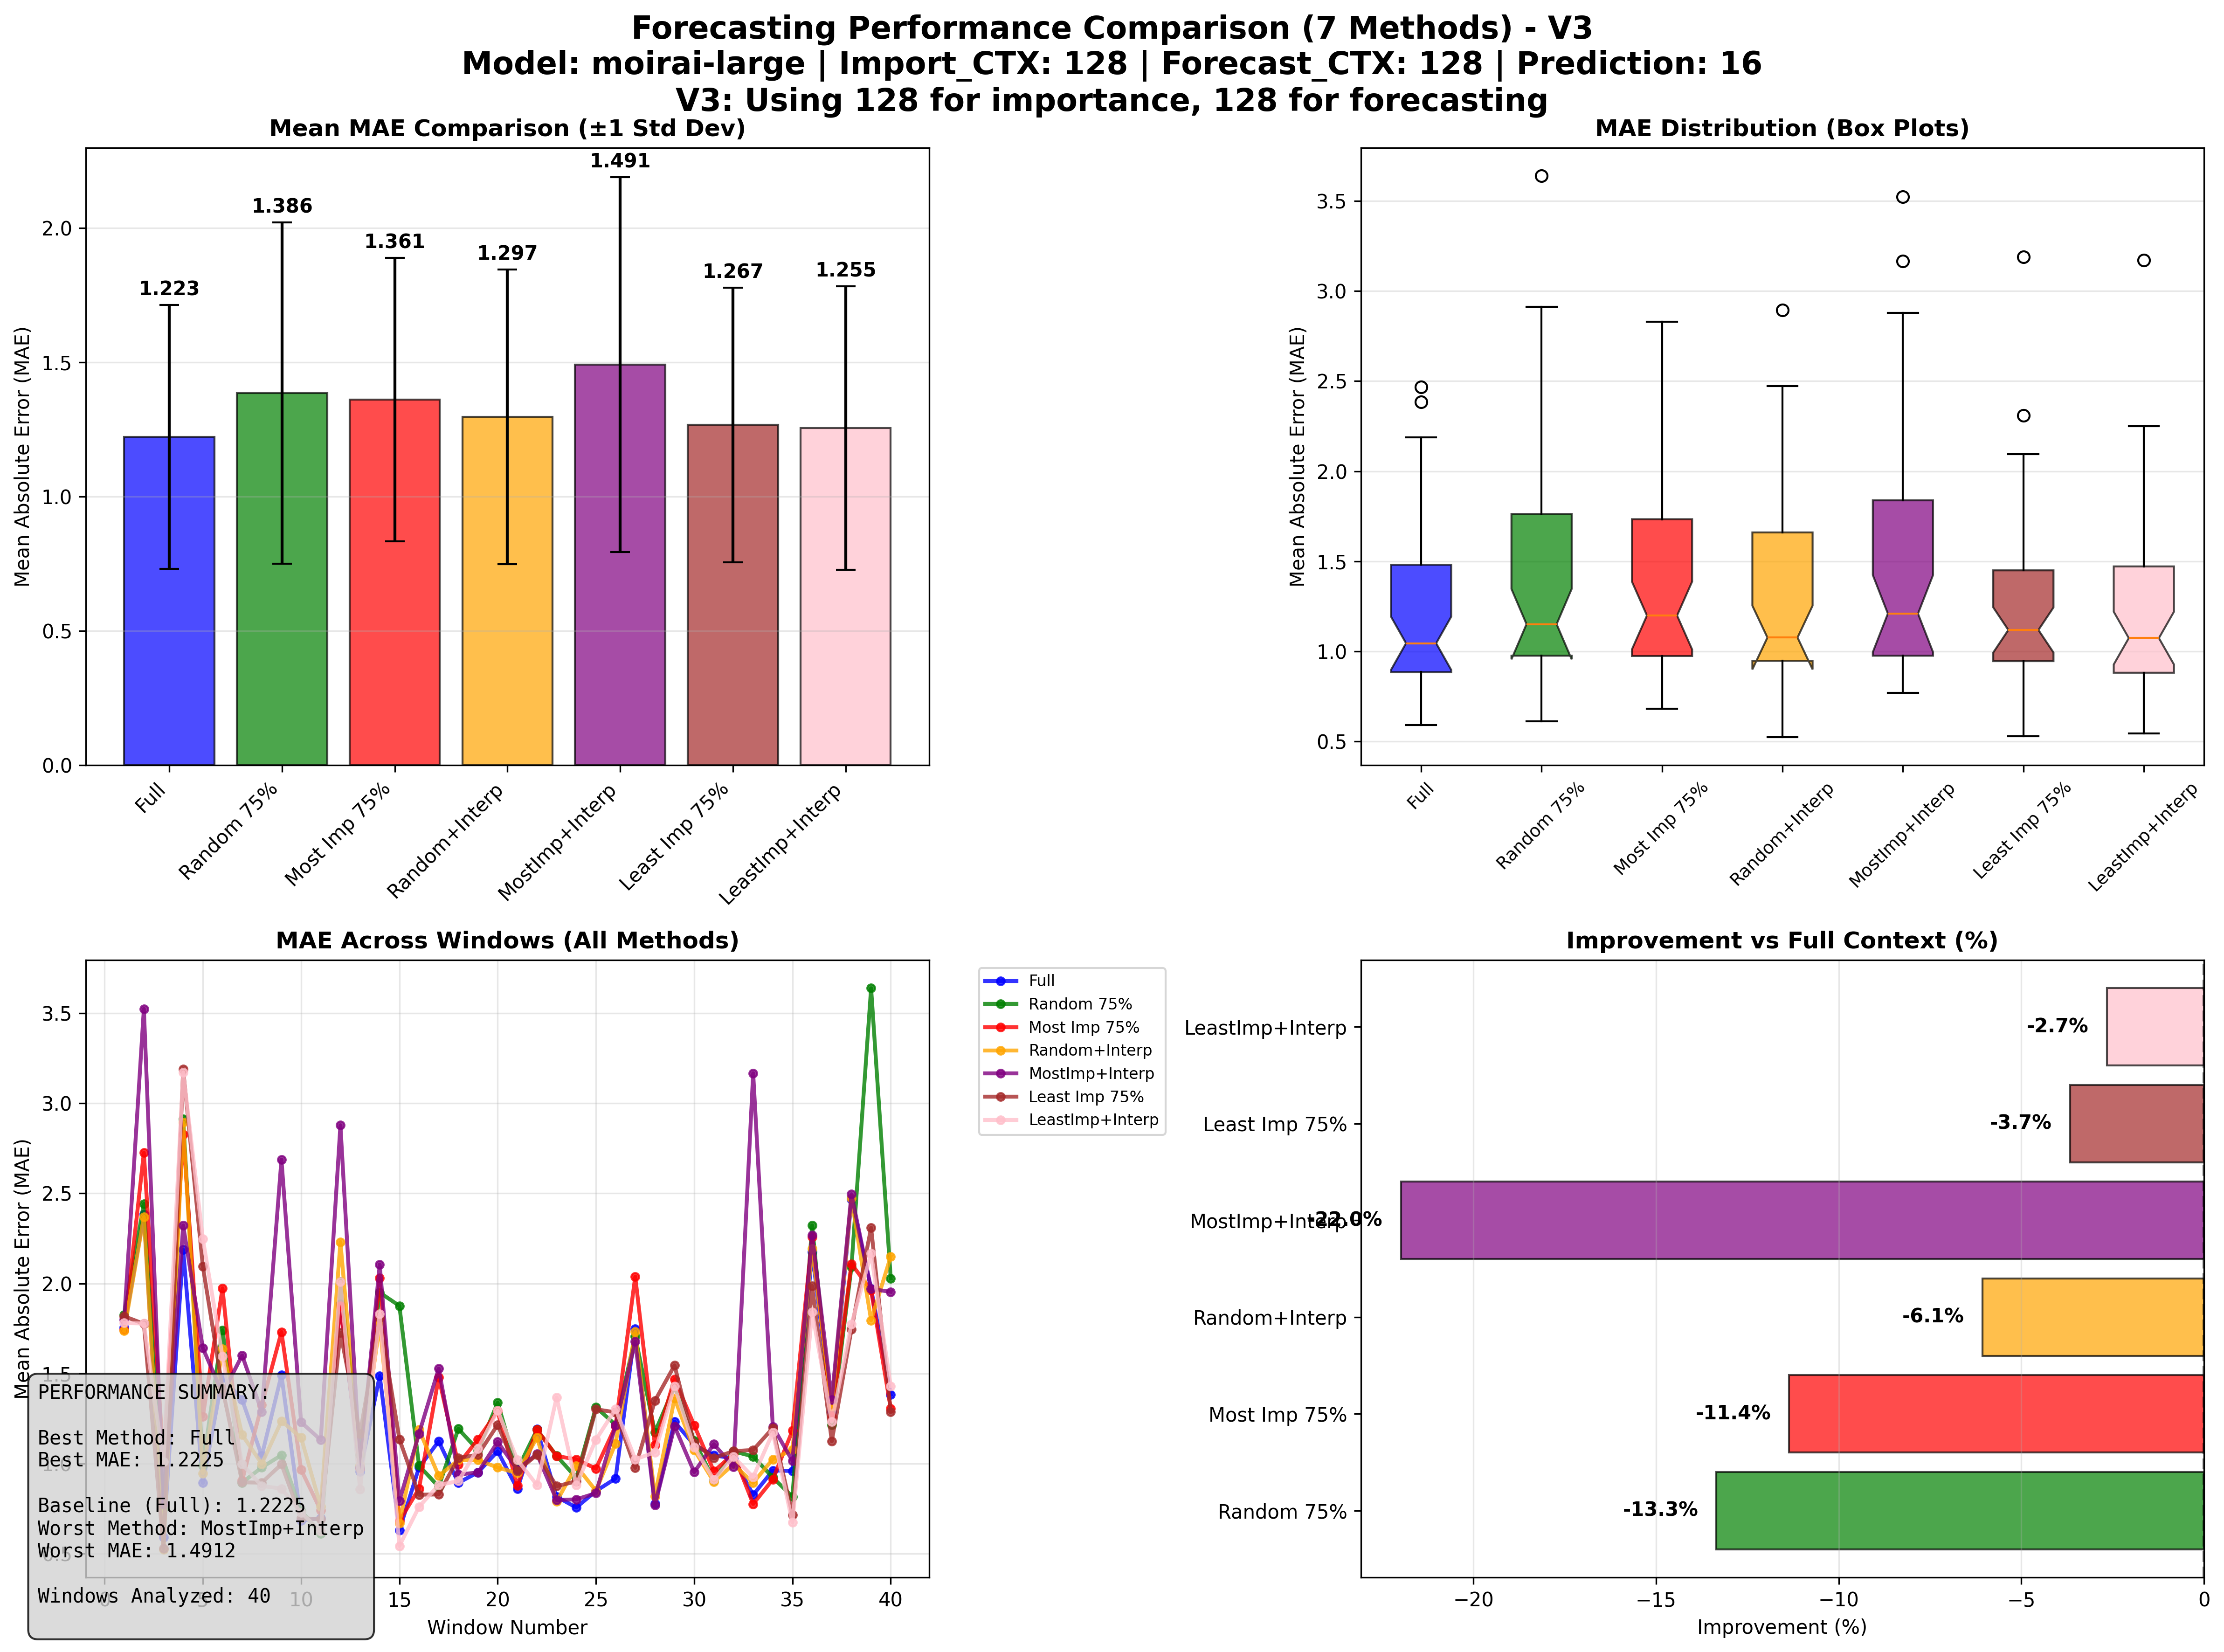 Forecasting Performance Comparison (7 Methods) - V3
Model: moirai-large | Import_CTX: 128 | Forecast_CTX: 128 | Prediction: 16
V3: Using 128 for importance, 128 for forecasting
Mean MAE Comparison (±1 Std Dev)
Mean Absolute Error (MAE)
2.0
1.5
1.0
0.5
0.0
1.223
1.386
1.361
1.297
1.491
1.267
1.255
Full
Random 75%
Most Imp 75%
Random+Interp
MostImp+Interp
Least Imp 75%
LeastImp+Interp
MAE Distribution (Box Plots)
Mean Absolute Error (MAE)
3.5
3.0
2.5
2.0
1.5
1.0
0.5
Full
Random 75%
Most Imp 75%
Random+Interp
MostImp+Interp
Least Imp 75%
LeastImp+Interp
MAE Across Windows (All Methods)
Mean Absolute Error (MAE)
3.5
3.0
2.5
2.0
1.5
1.0
0.5
0
5
10
15
20
25
30
35
40
Window Number
Full
Random 75%
Most Imp 75%
Random+Interp
MostImp+Interp
Least Imp 75%
LeastImp+Interp
PERFORMANCE SUMMARY:
Best Method: Full
Best MAE: 1.2225
Baseline (Full): 1.2225
Worst Method: MostImp+Interp
Worst MAE: 1.4912
Windows Analyzed: 40
Improvement vs Full Context (%)
LeastImp+Interp
-2.7%
Least Imp 75%
-3.7%
MostImp+Interp
-22.0%
Random+Interp
-6.1%
Most Imp 75%
-11.4%
Random 75%
-13.3%
−20
−15
−10
−5
0
Improvement (%)